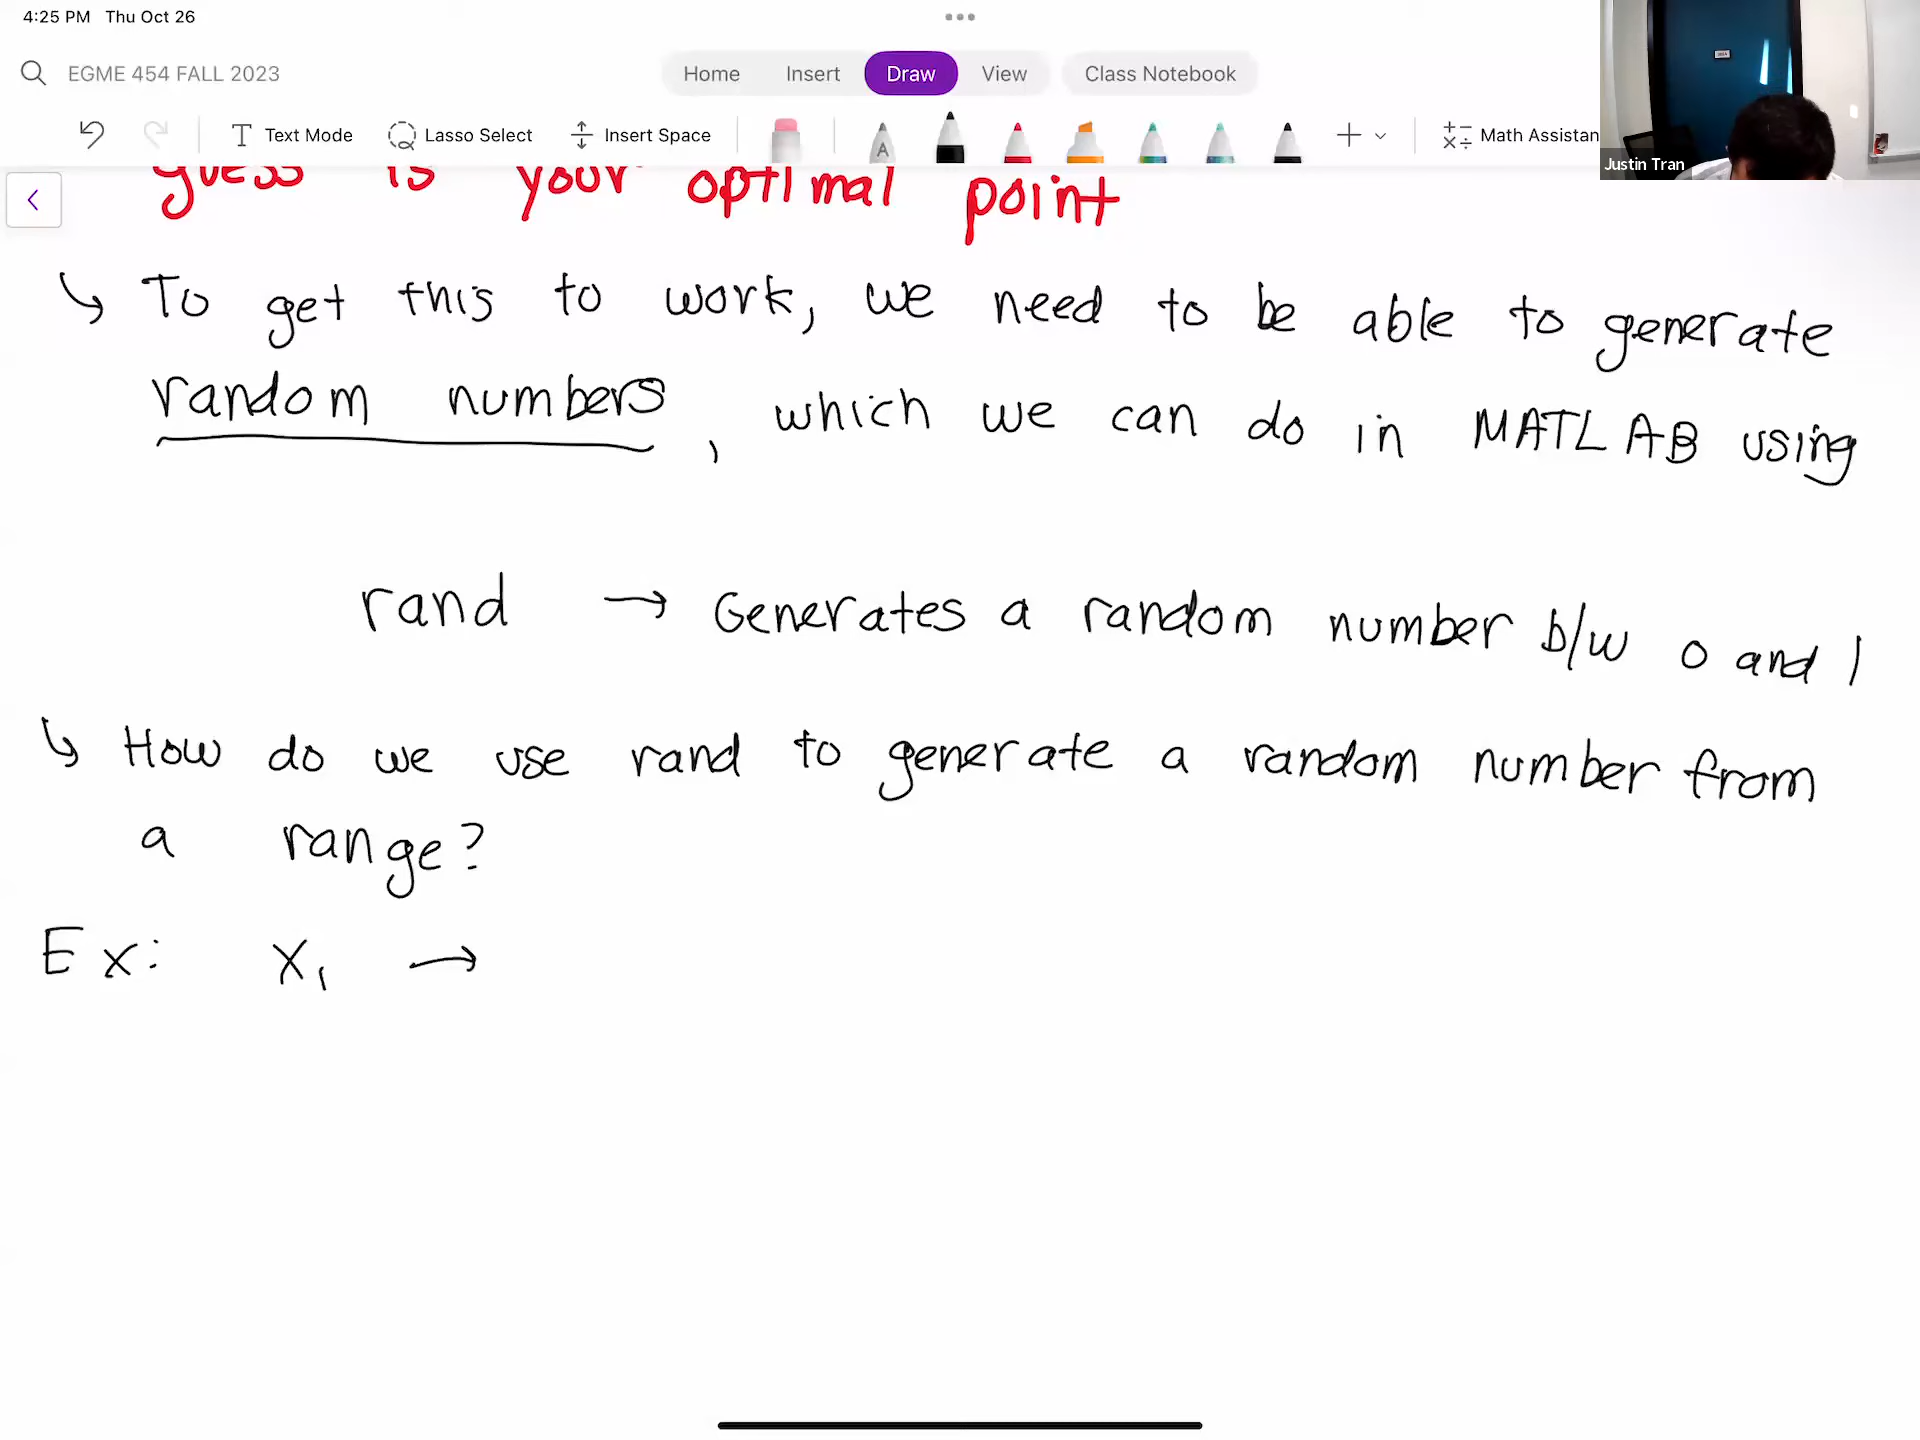 4:25 PM Thu Oct 26
EGME 454 FALL 2023
Home Insert Draw View Class Notebook
Text Mode Lasso Select Insert Space A Math Assistan
Justin Tran
guess is your optimal point
↳ To get this to work, we need to be able to generate
random numbers, which we can do in MATLAB using
rand → Generates a random number b/w 0 and 1
↳ How do we use rand to generate a random number from
a range?
Ex: X₁ →